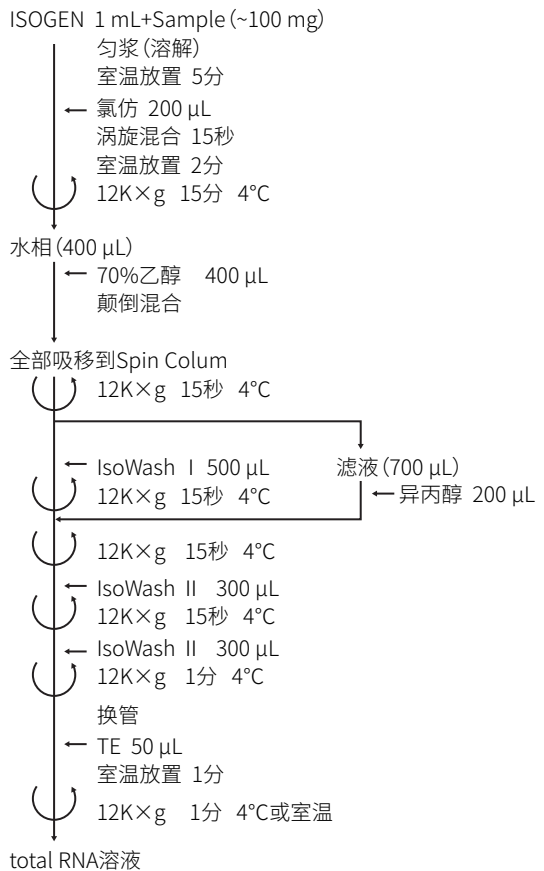 ISOGEN 1 mL+Sample（~100 mg）
匀浆（溶解）
室温放置 5分
氯仿 200 μL
涡旋混合 15秒
室温放置 2分
12K×g 15分 4℃
水相（400 μL）
70%乙醇 400 μL
颠倒混合
全部吸移到Spin Colum
12K×g 15秒 4℃
IsoWash Ⅰ 500 μL
12K×g 15秒 4℃
滤液（700 μL）
异丙醇 200 μL
12K×g 15秒 4℃
IsoWash Ⅱ 300 μL
12K×g 15秒 4℃
IsoWash Ⅱ 300 μL
12K×g 1分 4℃
换管
TE 50 μL
室温放置 1分
12K×g 1分 4℃或室温
total RNA溶液